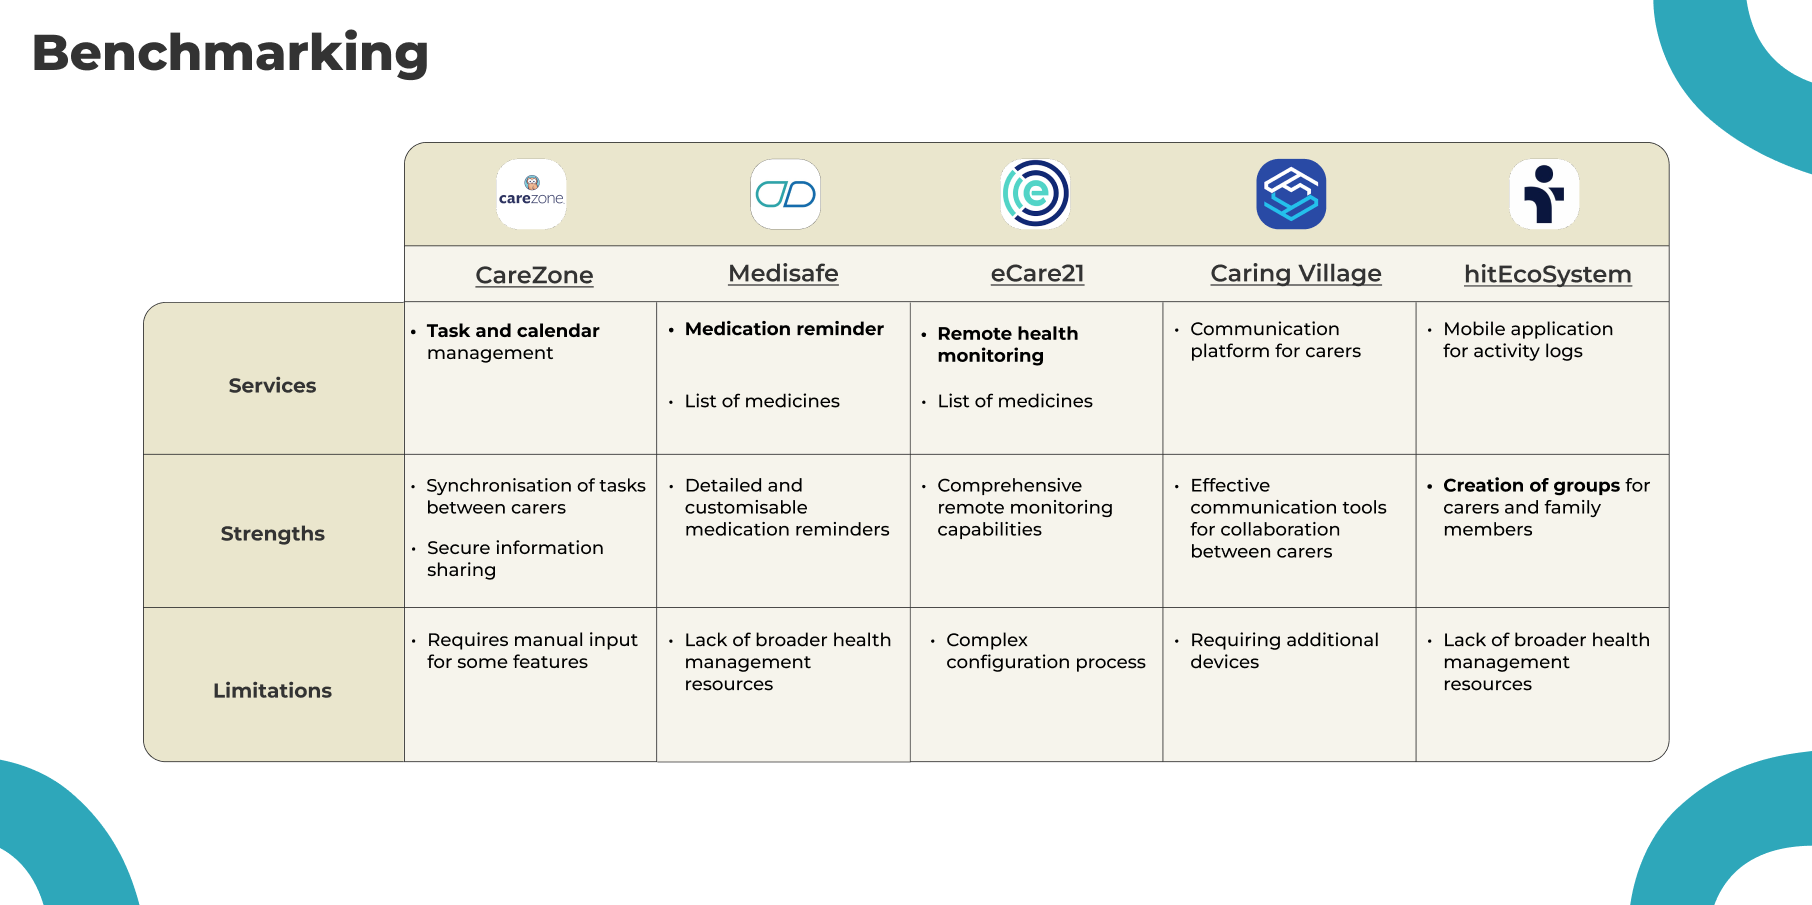 Benchmarking
carezone
e
CareZone
Medisafe
eCare21
Caring Village
hitEcoSystem
Services
• Task and calendar
management
• Medication reminder
• List of medicines
• Remote health
monitoring
• List of medicines
• Communication
platform for carers
• Mobile application
for activity logs
Strengths
• Synchronisation of tasks
between carers
• Secure information
sharing
• Detailed and
customisable
medication reminders
• Comprehensive
remote monitoring
capabilities
• Effective
communication tools
for collaboration
between carers
• Creation of groups for
carers and family
members
Limitations
• Requires manual input
for some features
• Lack of broader health
management
resources
• Complex
configuration process
• Requiring additional
devices
• Lack of broader health
management
resources